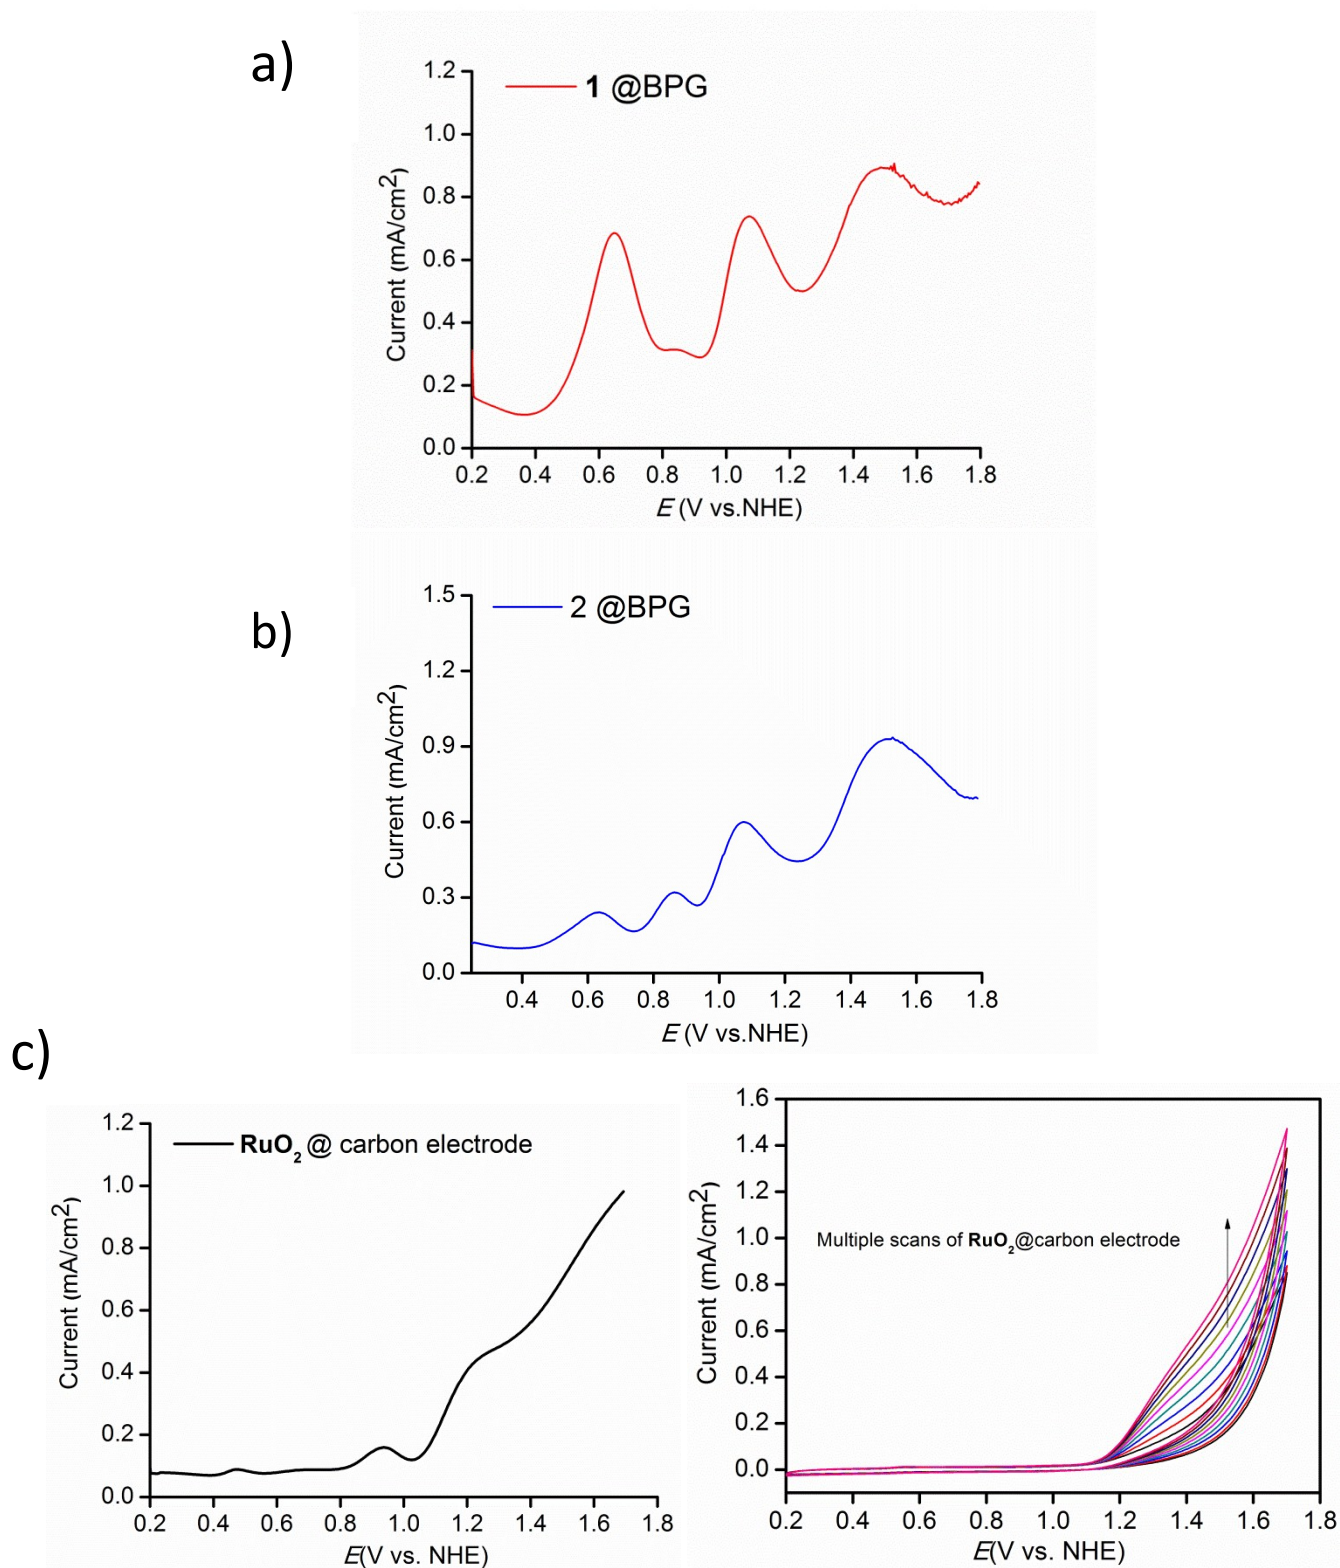 a)
1 @BPG
1.2
1.0
0.8
0.6
0.4
0.2
0.0
Current (mA/cm2)
0.2 0.4 0.6 0.8 1.0 1.2 1.4 1.6 1.8
E (V vs.NHE)
b)
2 @BPG
1.5
1.2
0.9
0.6
0.3
0.0
Current (mA/cm2)
0.4 0.6 0.8 1.0 1.2 1.4 1.6 1.8
E (V vs.NHE)
c)
RuO2 @ carbon electrode
1.2
1.0
0.8
0.6
0.4
0.2
0.0
Current (mA/cm2)
0.2 0.4 0.6 0.8 1.0 1.2 1.4 1.6 1.8
E(V vs. NHE)
1.6
1.4
1.2
1.0
0.8
0.6
0.4
0.2
0.0
Current (mA/cm2)
Multiple scans of RuO2@carbon electrode
0.2 0.4 0.6 0.8 1.0 1.2 1.4 1.6 1.8
E(V vs. NHE)